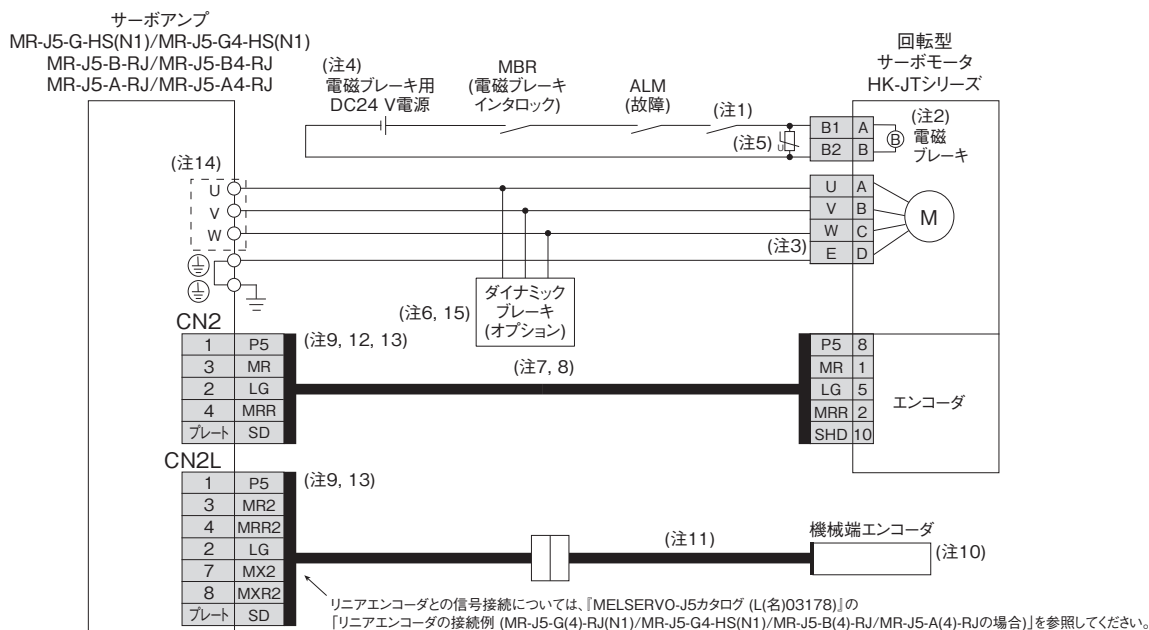 サーボアンプ
MR-J5-G-HS(N1)/MR-J5-G4-HS(N1)
MR-J5-B-RJ/MR-J5-B4-RJ
MR-J5-A-RJ/MR-J5-A4-RJ
(注4)
電磁ブレーキ用
DC24 V電源
MBR
(電磁ブレーキ
インタロック)
ALM
(故障)
(注1)
(注5)
U
回転型
サーボモータ
HK-JTシリーズ
B1 A
B2 B
B
(注2)
電磁
ブレーキ
(注14)
U
V
W
U A
V B
W C
E D
(注3)
M
ダイナミック
ブレーキ
(オプション)
(注6, 15)
CN2
1 P5
3 MR
2 LG
4 MRR
プレート SD
(注9, 12, 13)
(注7, 8)
P5 8
MR 1
LG 5
MRR 2
SHD 10
エンコーダ
CN2L
1 P5
3 MR2
4 MRR2
2 LG
7 MX2
8 MXR2
プレート SD
(注9, 13)
(注11)
機械端エンコーダ
(注10)
リニアエンコーダとの信号接続については、『MELSERVO-J5カタログ (L(名)03178)』の
「リニアエンコーダの接続例 (MR-J5-G(4)-RJ(N1)/MR-J5-G4-HS(N1)/MR-J5-B(4)-RJ/MR-J5-A(4)-RJの場合)」を参照してください。